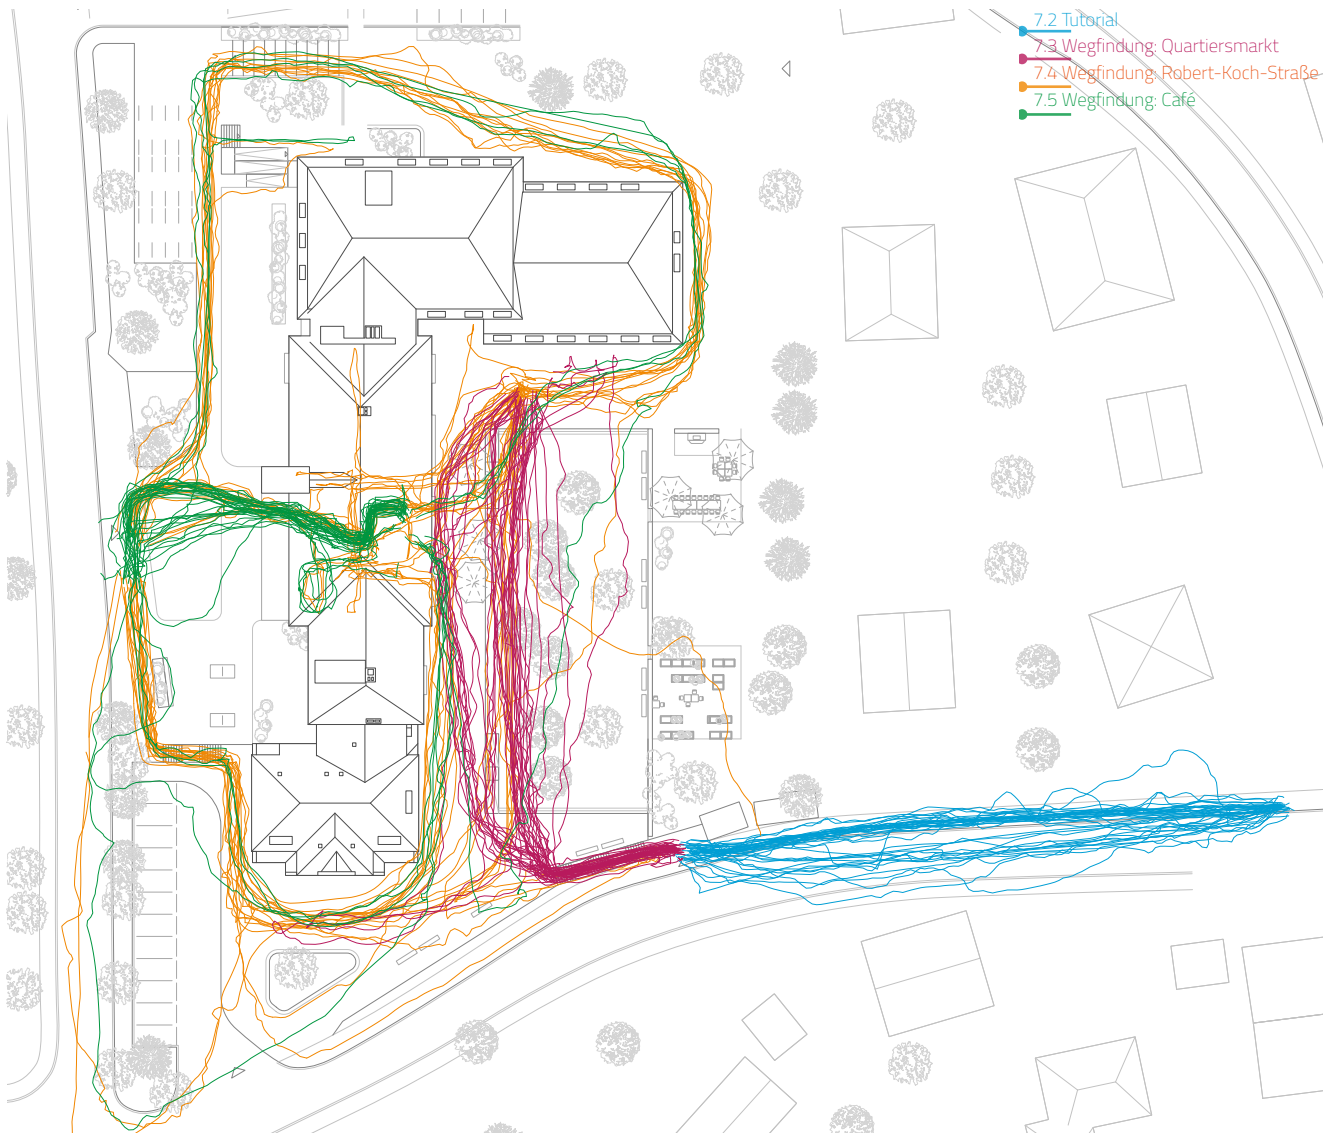 7.2 Tutorial
7.3 Wegfindung: Quartiersmarkt
7.4 Wegfindung: Robert-Koch-Straße
7.5 Wegfindung: Café